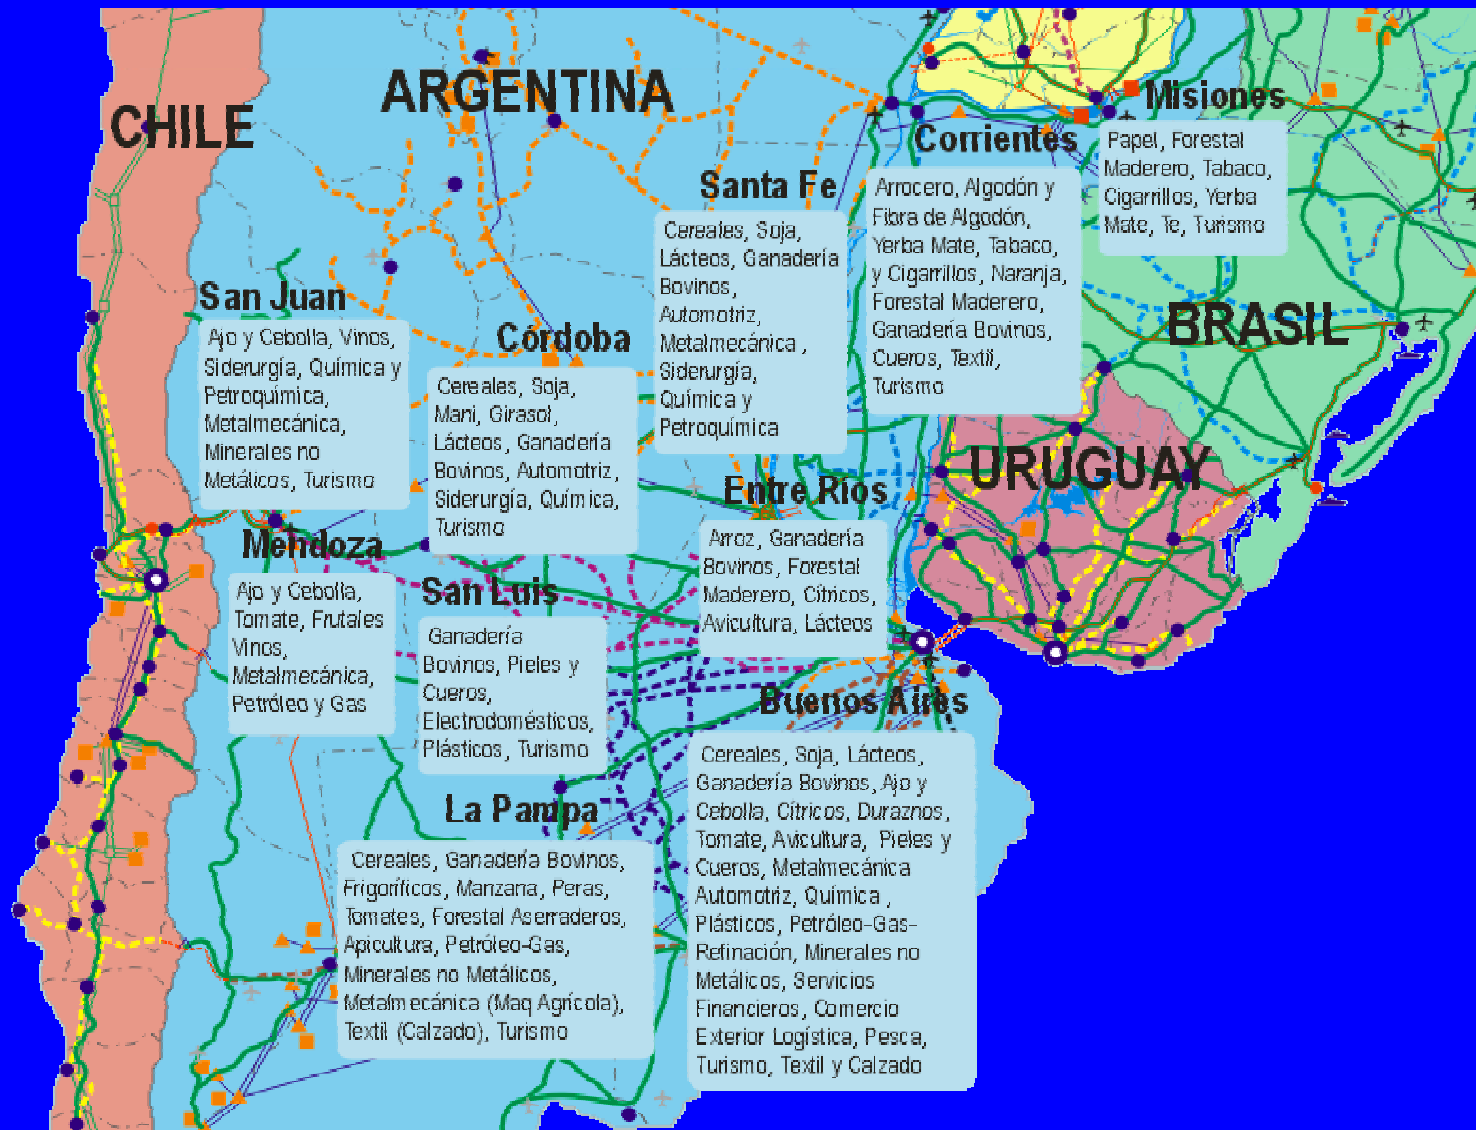 CHILE
ARGENTINA
Misiones
Papel, Forestal
Maderero, Tabaco,
Cigarrillos, Yerba
Mate, Te, Turismo
Corrientes
Arrocero, Algodón y
Fibra de Algodón,
Yerba Mate, Tabaco,
y Cigarrillos, Naranja,
Forestal Maderero,
Ganadería Bovinos,
Cueros, Textil,
Turismo
Santa Fe
Cereales, Soja,
Lácteos, Ganadería
Bovinos,
Automotriz,
Metalmecánica ,
Siderurgía,
Química y
Petroquímica
San Juan
Ajo y Cebolla, Vinos,
Siderurgía, Química y
Petroquímica,
Metalmecánica,
Minerales no
Metálicos, Turismo
Córdoba
Cereales, Soja,
Mani, Girasol,
Lácteos, Ganadería
Bovinos, Automotriz,
Siderurgía, Química,
Turismo
BRASIL
URUGUAY
Entre Ríos
Arroz, Ganadería
Bovinos, Forestal
Maderero, Cítricos,
Avicultura, Lácteos
Mendoza
Ajo y Cebolla,
Tomate, Frutales
Vinos,
Metalmecánica,
Petróleo y Gas
San Luis
Ganadería
Bovinos, Pieles y
Cueros,
Electrodomésticos,
Plásticos, Turismo
Buenos Aires
Cereales, Soja, Lácteos,
Ganadería Bovinos, Ajo y
Cebolla, Cítricos, Duraznos,
Tomate, Avicultura, Pieles y
Cueros, Metalmecánica
Automotriz, Química ,
Plásticos, Petróleo-Gas-
Refinación, Minerales no
Metálicos, Servicios
Financieros, Comercio
Exterior Logística, Pesca,
Turismo, Textil y Calzado
La Pampa
Cereales, Ganadería Bovinos,
Frigoríficos, Manzana, Peras,
Tomates, Forestal Aserraderos,
Apicultura, Petróleo-Gas,
Minerales no Metálicos,
Metalmecánica (Maq Agrícola),
Textil (Calzado), Turismo